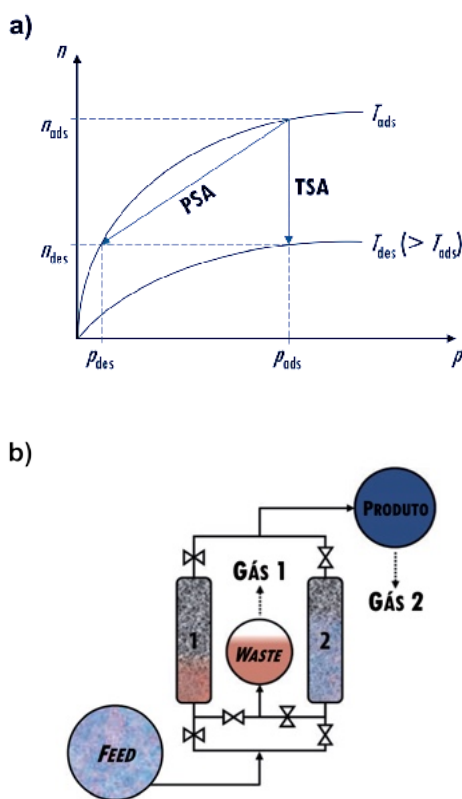 a)
n
n_ads
T_ads
PSA
TSA
n_des
T_des (> T_ads)
p_des
p_ads
p
b)
PRODUTO
GÁS 1
GÁS 2
1
WASTE
2
FEED